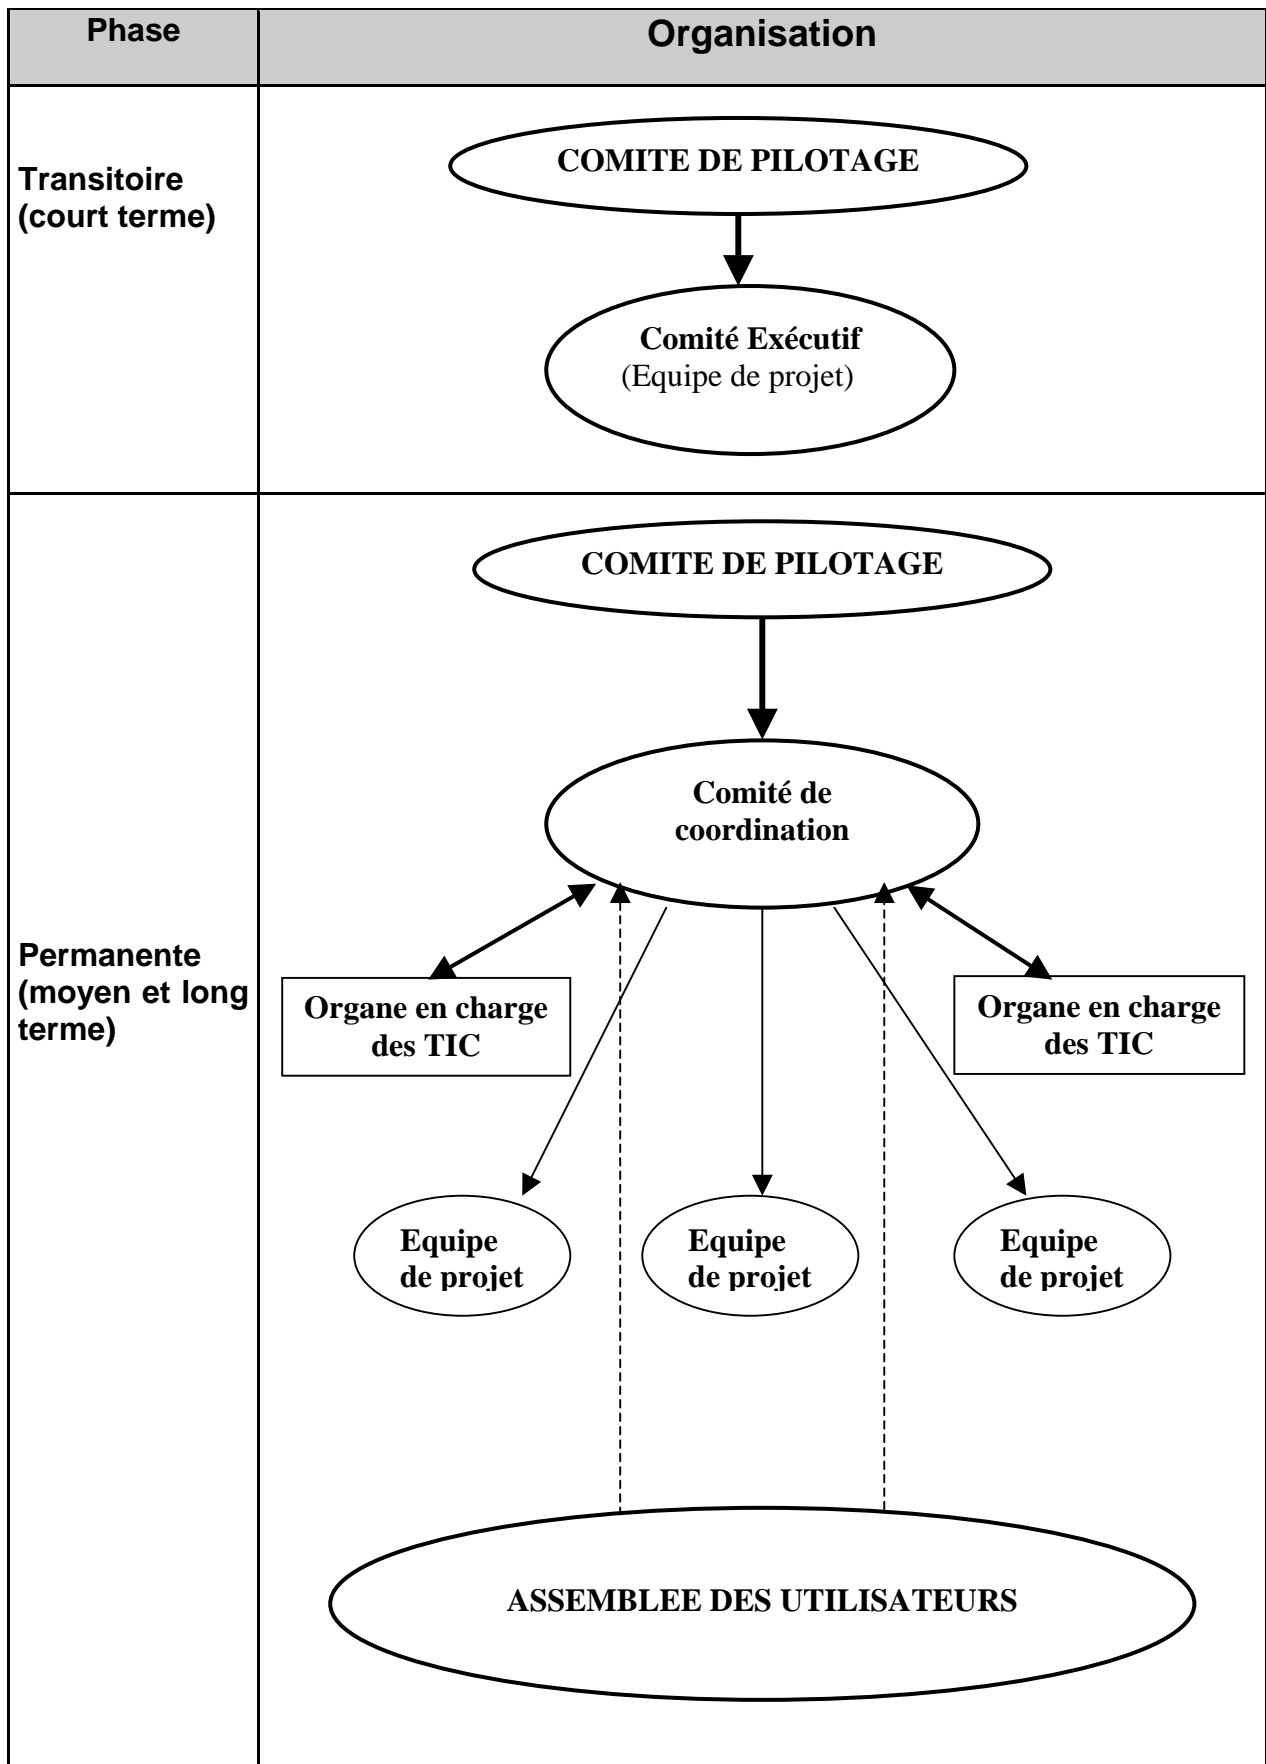 Phase
Organisation
Transitoire
(court terme)
COMITE DE PILOTAGE
Comité Exécutif
(Equipe de projet)
Permanente
(moyen et long
terme)
COMITE DE PILOTAGE
Comité de
coordination
Organe en charge
des TIC
Organe en charge
des TIC
Equipe
de projet
Equipe
de projet
Equipe
de projet
ASSEMBLEE DES UTILISATEURS